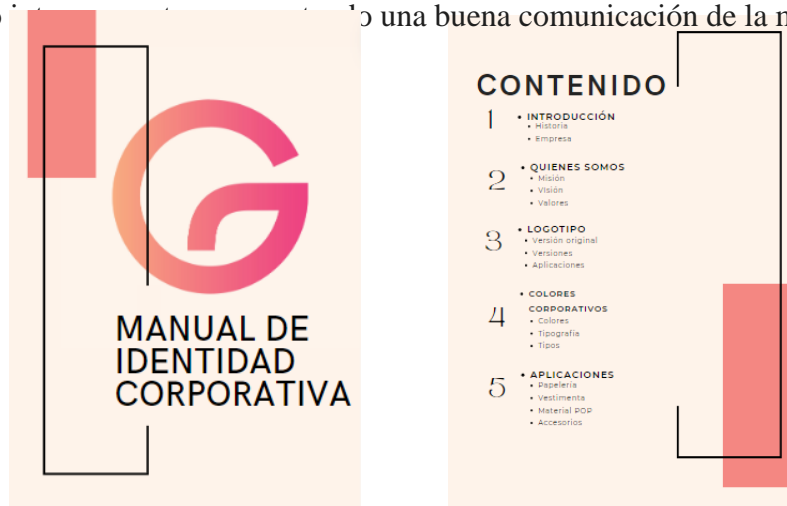 una buena comunicación de la
MANUAL DE
IDENTIDAD
CORPORATIVA
CONTENIDO
1
• INTRODUCCIÓN
• Historia
• Empresa
2
• QUIENES SOMOS
• Misión
• Visión
• Valores
3
• LOGOTIPO
• Versión original
• Versiones
• Aplicaciones
4
• COLORES
CORPORATIVOS
• Colores
• Tipografía
• Tipos
5
• APLICACIONES
• Papelería
• Vestimenta
• Material POP
• Accesorios